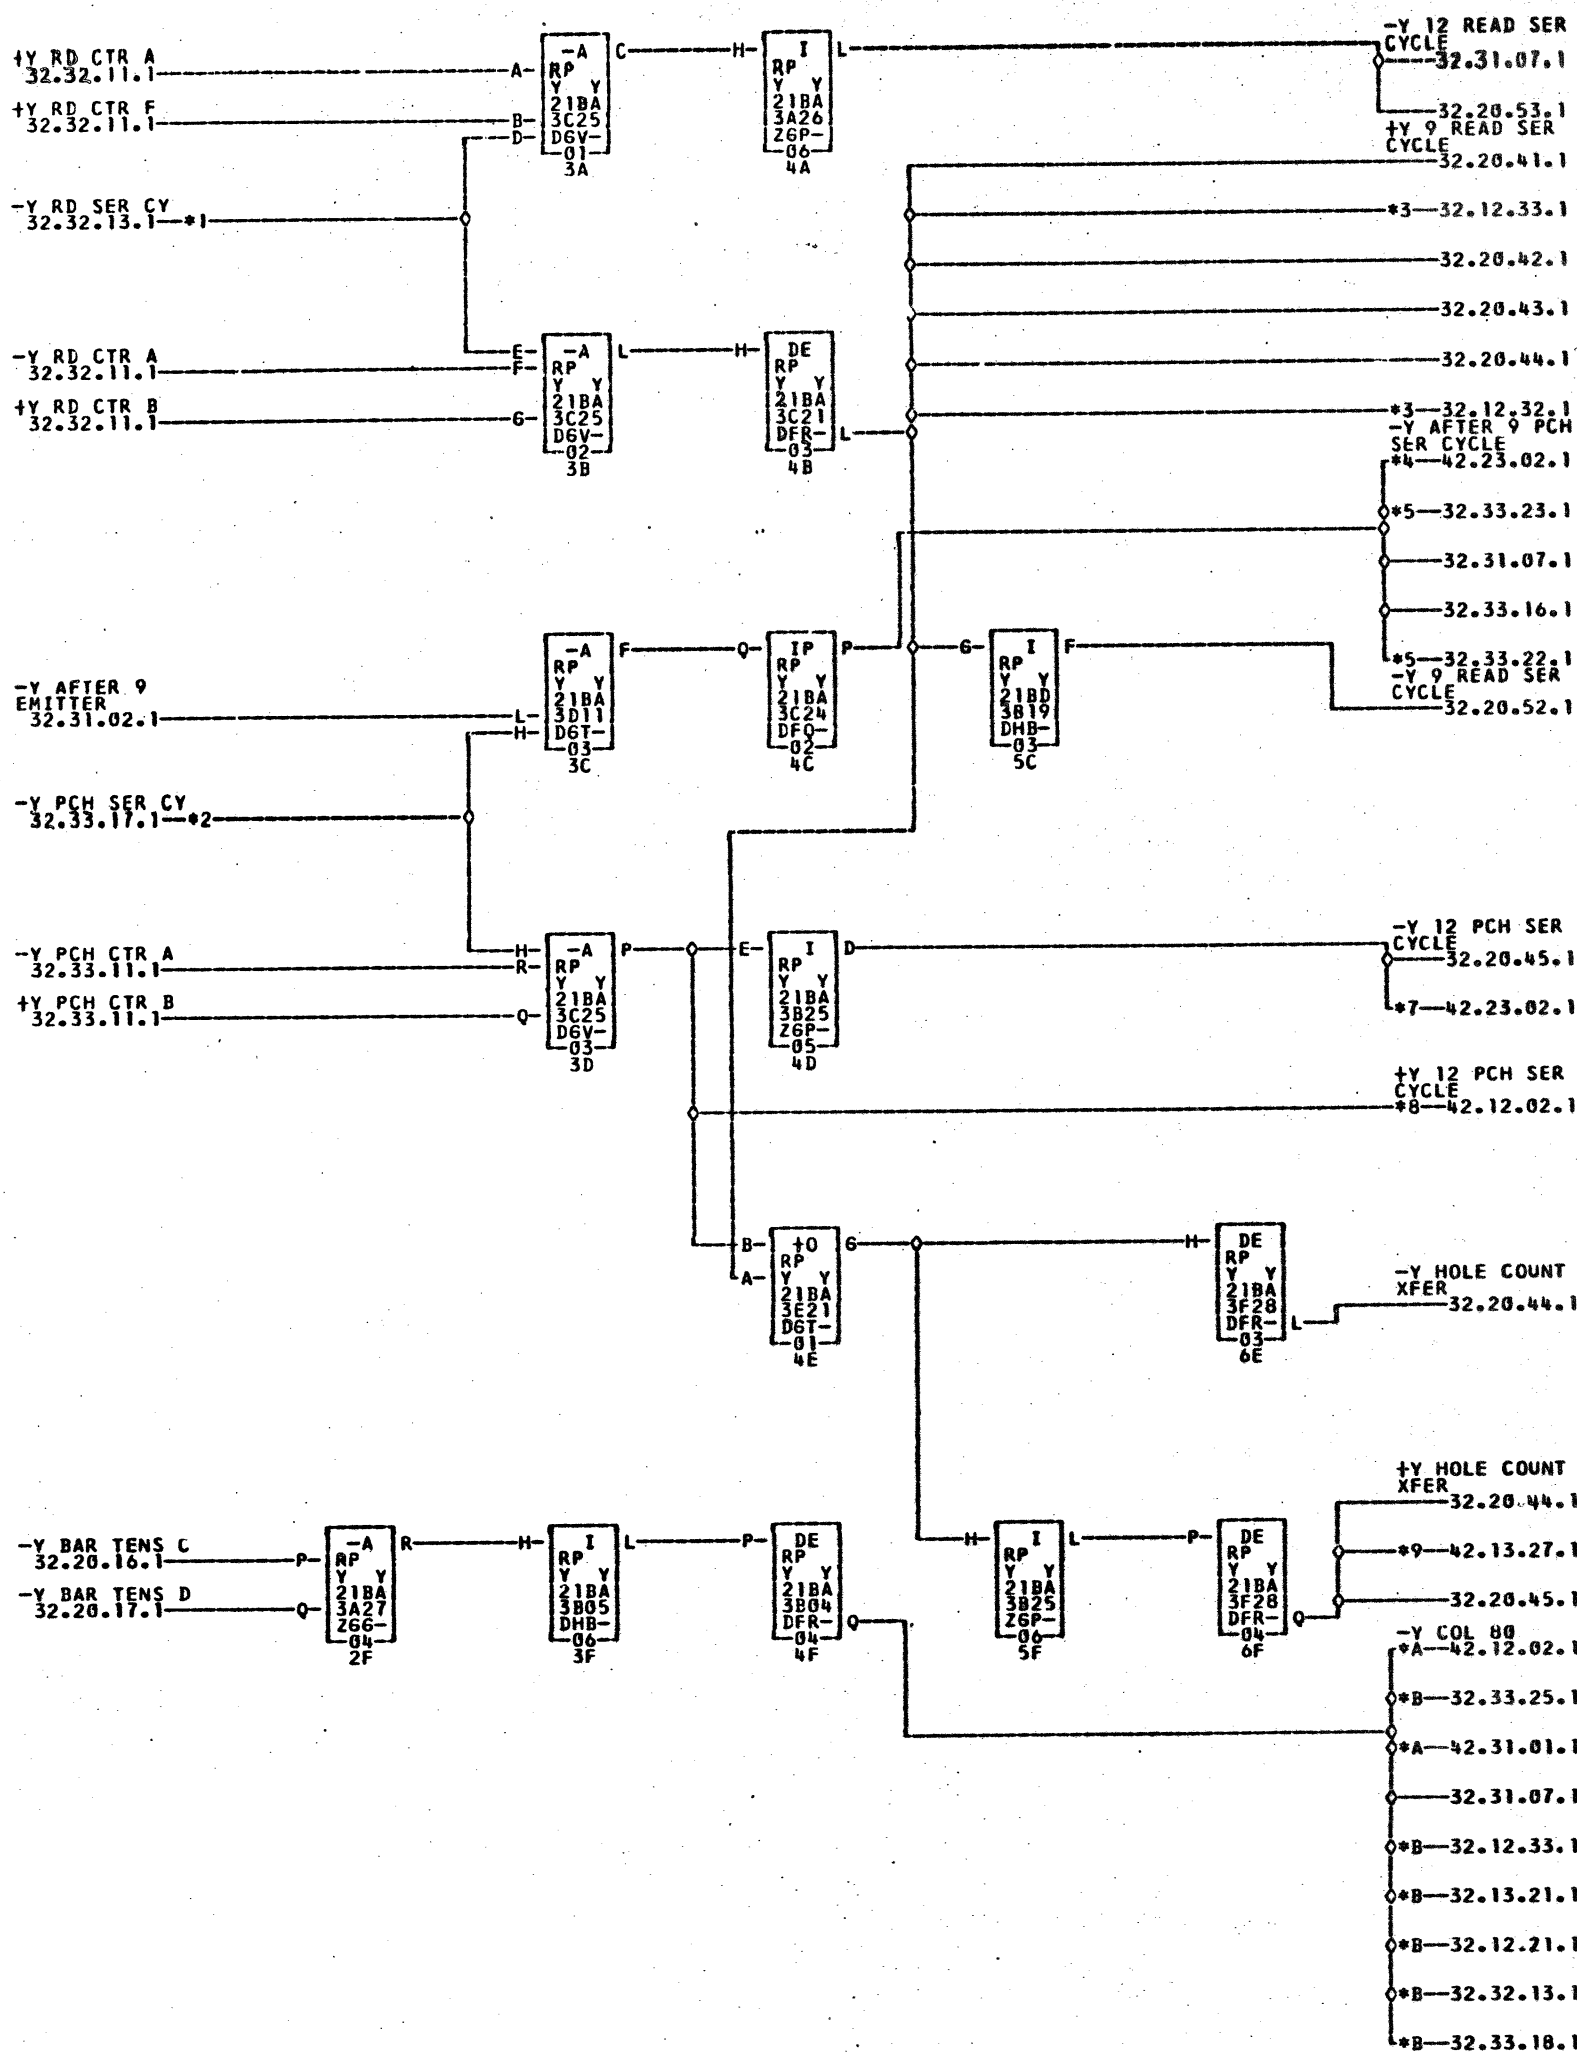 +Y RD CTR A
32.32.11.1
+Y RD CTR F
32.32.11.1
-Y RD SER CY
32.32.13.1 *1
-Y RD CTR A
32.32.11.1
+Y RD CTR B
32.32.11.1
-Y AFTER 9
EMITTER
32.31.02.1
-Y PCH SER CY
32.33.17.1 *2
-Y PCH CTR A
32.33.11.1
+Y PCH CTR B
32.33.11.1
-Y BAR TENS C
32.20.16.1
-Y BAR TENS D
32.20.17.1
A
B
D
-A
RP
Y Y
21BA
3C25
D6V-
01
3A
C
H
I
RP
Y Y
21BA
3A26
Z6P-
06
4A
L
E
F
G
-A
RP
Y Y
21BA
3C25
D6V-
02
3B
L
H
DE
RP
Y Y
21BA
3C21
DFR-
03
4B
L
L
H
-A
RP
Y Y
21BA
3D11
D6T-
03
3C
F
Q
IP
RP
Y Y
21BA
3C24
DFQ-
02
4C
P
G
I
RP
Y Y
21BD
3B19
DHB-
03
5C
F
H
R
Q
-A
RP
Y Y
21BA
3C25
D6V-
03
3D
P
E
I
RP
Y Y
21BA
3B25
Z6P-
05
4D
D
B
A
+O
RP
Y Y
21BA
3E21
D6T-
01
4E
G
H
DE
RP
Y Y
21BA
3F28
DFR-
03
6E
L
P
Q
-A
RP
Y Y
21BA
3A27
Z66-
04
2F
R
H
I
RP
Y Y
21BA
3B05
DHB-
06
3F
L
P
DE
RP
Y Y
21BA
3B04
DFR-
04
4F
Q
H
I
RP
Y Y
21BA
3B25
Z6P-
06
5F
L
P
DE
RP
Y Y
21BA
3F28
DFR-
04
6F
Q
-Y 12 READ SER
CYCLE
32.31.07.1
32.20.53.1
+Y 9 READ SER
CYCLE
32.20.41.1
*3 32.12.33.1
32.20.42.1
32.20.43.1
32.20.44.1
*3 32.12.32.1
-Y AFTER 9 PCH
SER CYCLE
*4 42.23.02.1
*5 32.33.23.1
32.31.07.1
32.33.16.1
*5 32.33.22.1
-Y 9 READ SER
CYCLE
32.20.52.1
-Y 12 PCH SER
CYCLE
32.20.45.1
*7 42.23.02.1
+Y 12 PCH SER
CYCLE
*8 42.12.02.1
-Y HOLE COUNT
XFER
32.20.44.1
+Y HOLE COUNT
XFER
32.20.44.1
*9 42.13.27.1
32.20.45.1
-Y COL 80
*A 42.12.02.1
*B 32.33.25.1
*A 42.31.01.1
32.31.07.1
*B 32.12.33.1
*B 32.13.21.1
*B 32.12.21.1
*B 32.32.13.1
*B 32.33.18.1